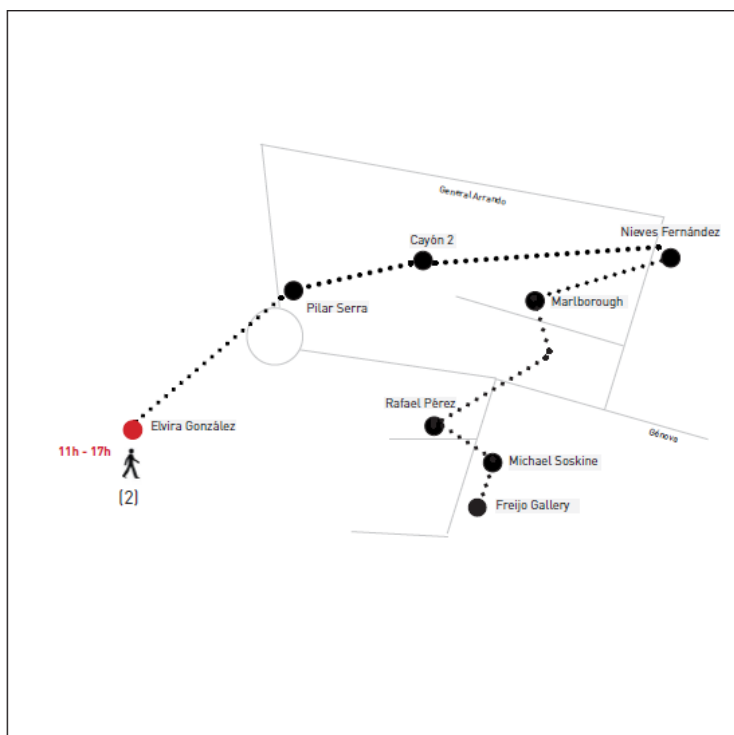 General Arrando
Nieves Fernández
Cayón 2
Marlborough
Pilar Serra
Rafael Pérez
Elvira González
Génova
11h - 17h
Michael Soskine
(2)
Freijo Gallery